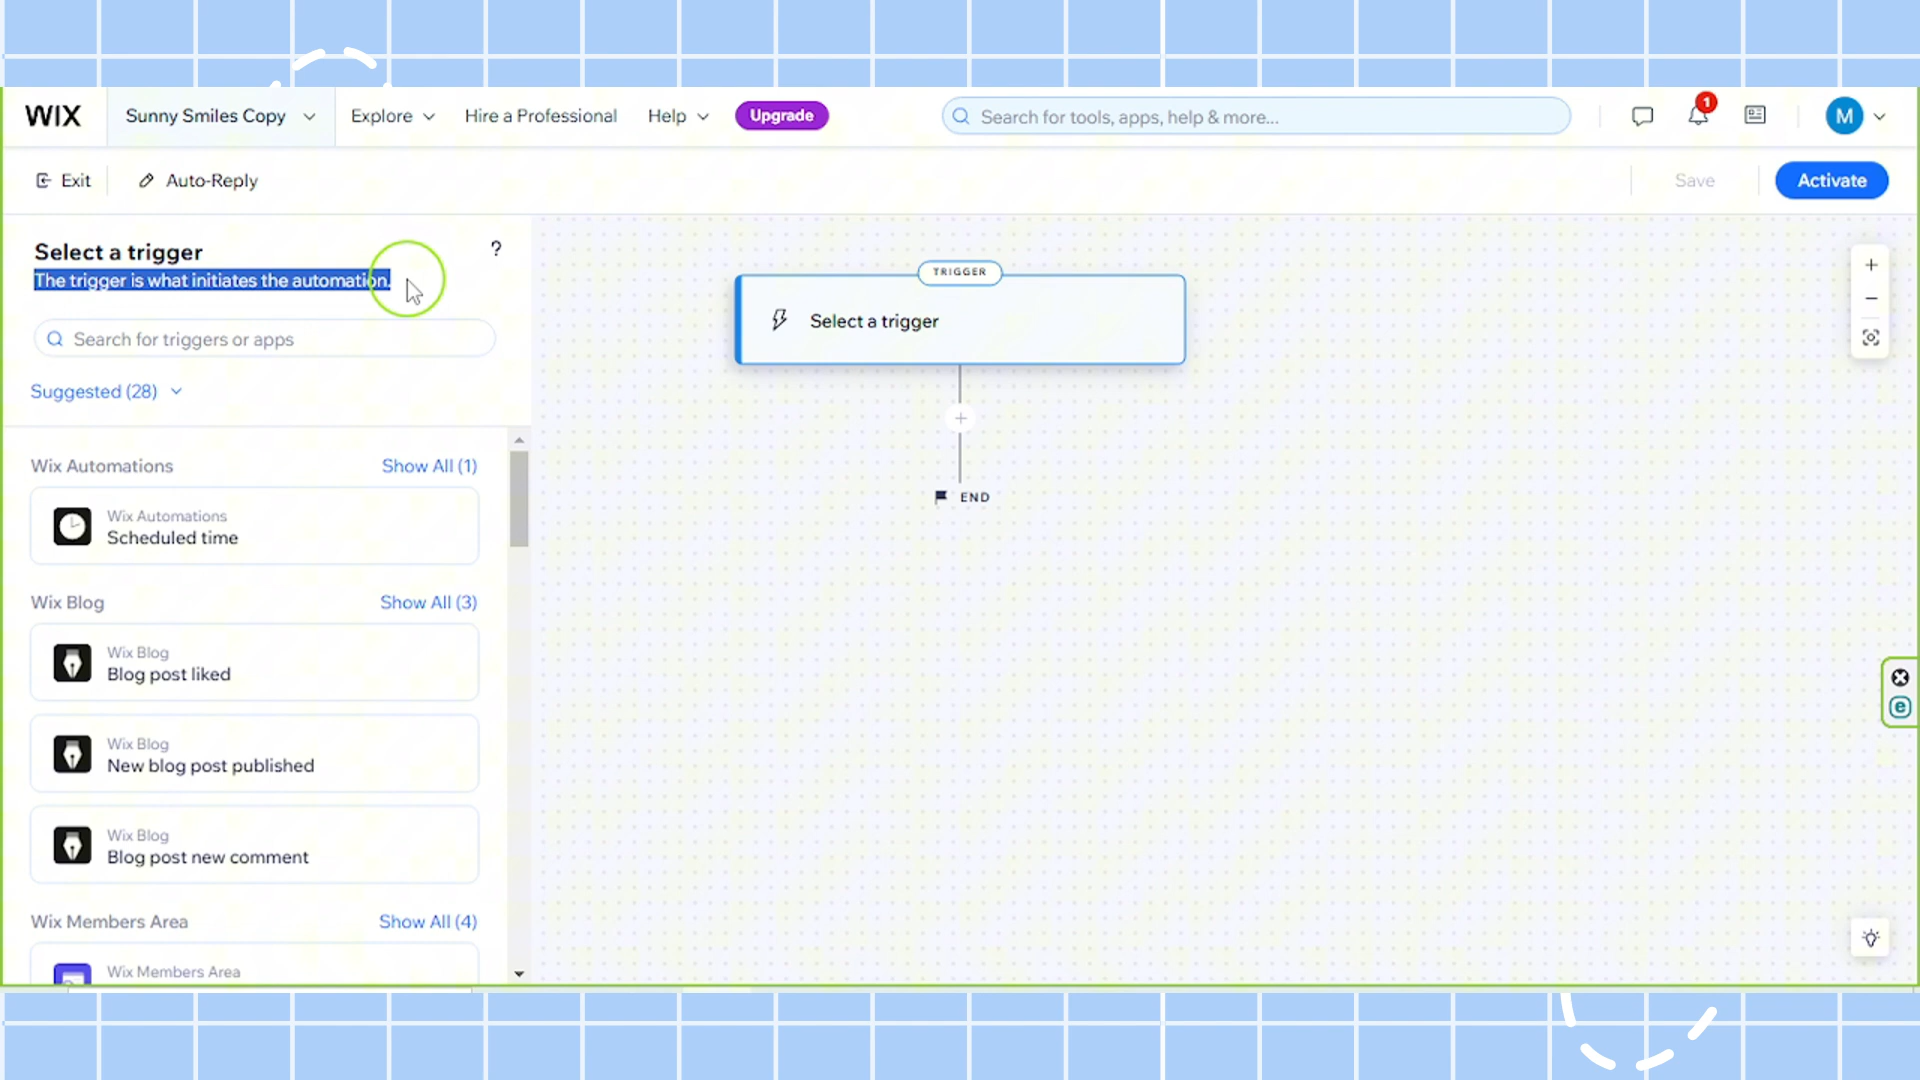 WIX
Sunny Smiles Copy
Explore
Hire a Professional
Help
Upgrade
Search for tools, apps, help & more...
1
M
Exit
Auto-Reply
Save
Activate
Select a trigger
?
The trigger is what initiates the automation.
Search for triggers or apps
Suggested (28)
Wix Automations
Show All (1)
Wix Automations
Scheduled time
Wix Blog
Show All (3)
Wix Blog
Blog post liked
Wix Blog
New blog post published
Wix Blog
Blog post new comment
Wix Members Area
Show All (4)
Wix Members Area
TRIGGER
Select a trigger
END